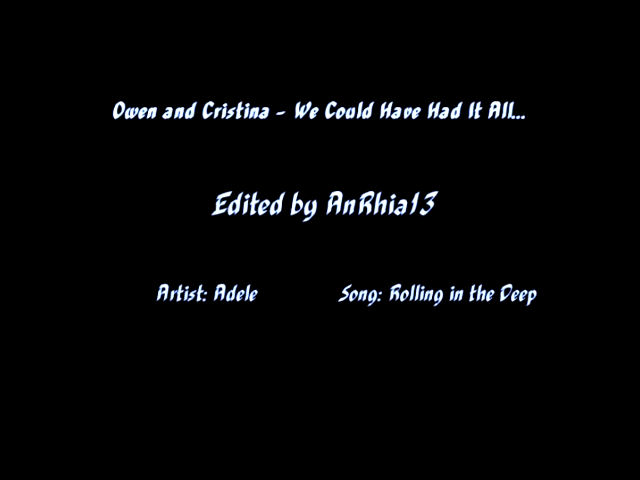 Owen and Cristina - We Could Have Had It All...
Edited by AnRhia13
Artist: Adele Song: Rolling in the Deep